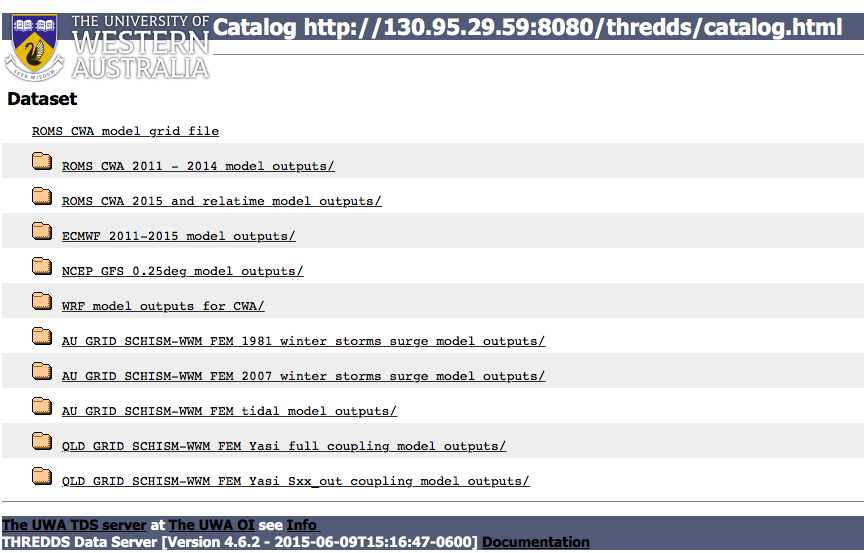 THE UNIVERSITY OF
WESTERN
AUSTRALIA
SEEK WISDOM
Catalog http://130.95.29.59:8080/thredds/catalog.html
Dataset
ROMS CWA model grid file
ROMS CWA 2011 - 2014 model outputs/
ROMS CWA 2015 and relatime model outputs/
ECMWF 2011-2015 model outputs/
NCEP GFS 0.25deg model outputs/
WRF model outputs for CWA/
AU GRID SCHISM-WWM FEM 1981 winter storms surge model outputs/
AU GRID SCHISM-WWM FEM 2007 winter storms surge model outputs/
AU GRID SCHISM-WWM FEM tidal model outputs/
QLD GRID SCHISM-WWM FEM Yasi full coupling model outputs/
QLD GRID SCHISM-WWM FEM Yasi Sxx_out coupling model outputs/
The UWA TDS server at The UWA OI see Info
THREDDS Data Server [Version 4.6.2 - 2015-06-09T15:16:47-0600] Documentation